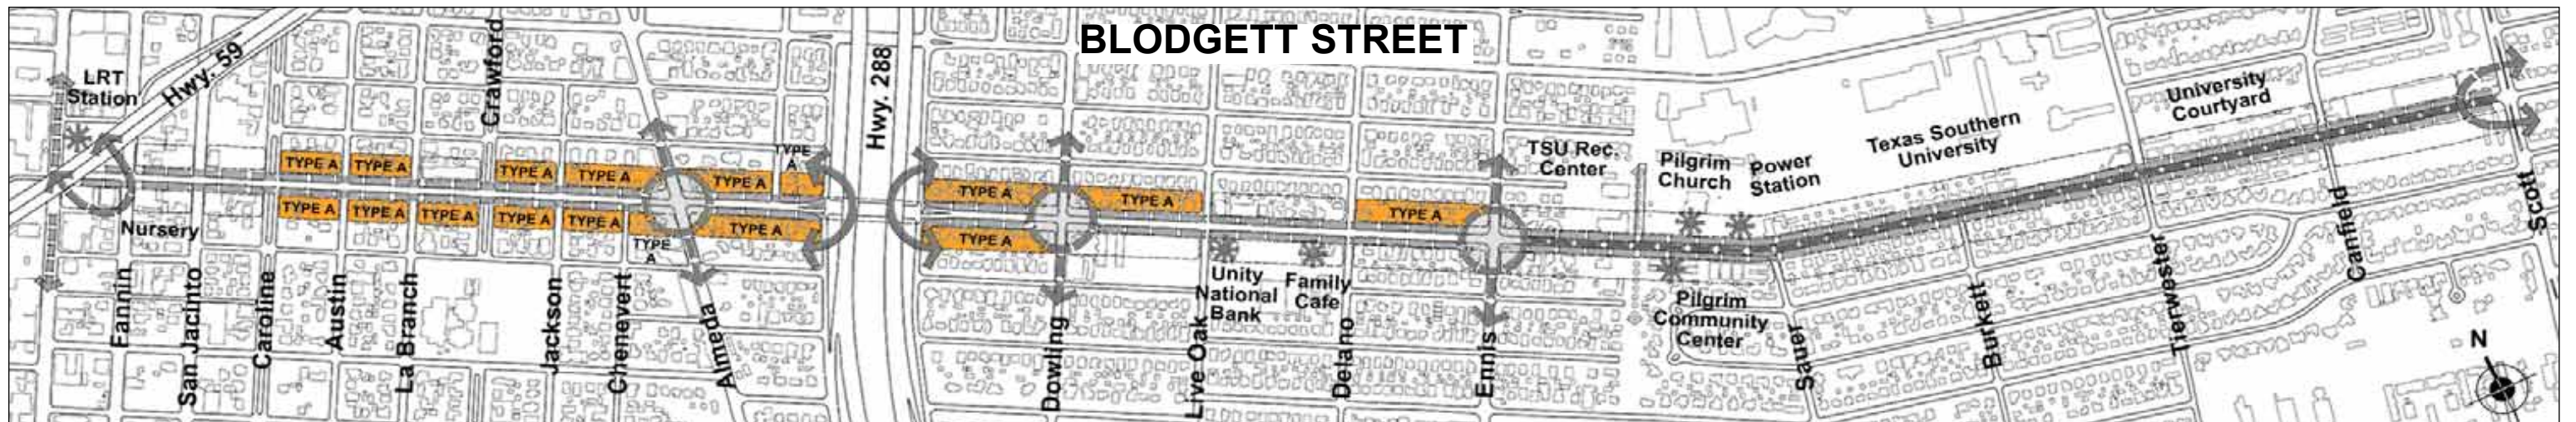 BLODGETT STREET
LRT
Station
Hwy. 59
Crawford
Hwy. 288
TYPE A
TYPE A
TYPE A
TYPE A
TYPE A
TYPE
A
TYPE A
TYPE A
TYPE A
TYPE A
TYPE A
TYPE
A
TYPE A
TYPE A
TYPE A
TYPE A
TYPE A
Nursery
TSU Rec.
Center
Pilgrim
Church
Power
Station
Texas Southern
University
University
Courtyard
Unity
National
Bank
Family
Cafe
Pilgrim
Community
Center
Fannin
San Jacinto
Caroline
Austin
La Branch
Jackson
Chenevert
Almeda
Dowling
Live Oak
Delano
Ennis
Sauer
Burkett
Tierwester
Canfield
Scott
N